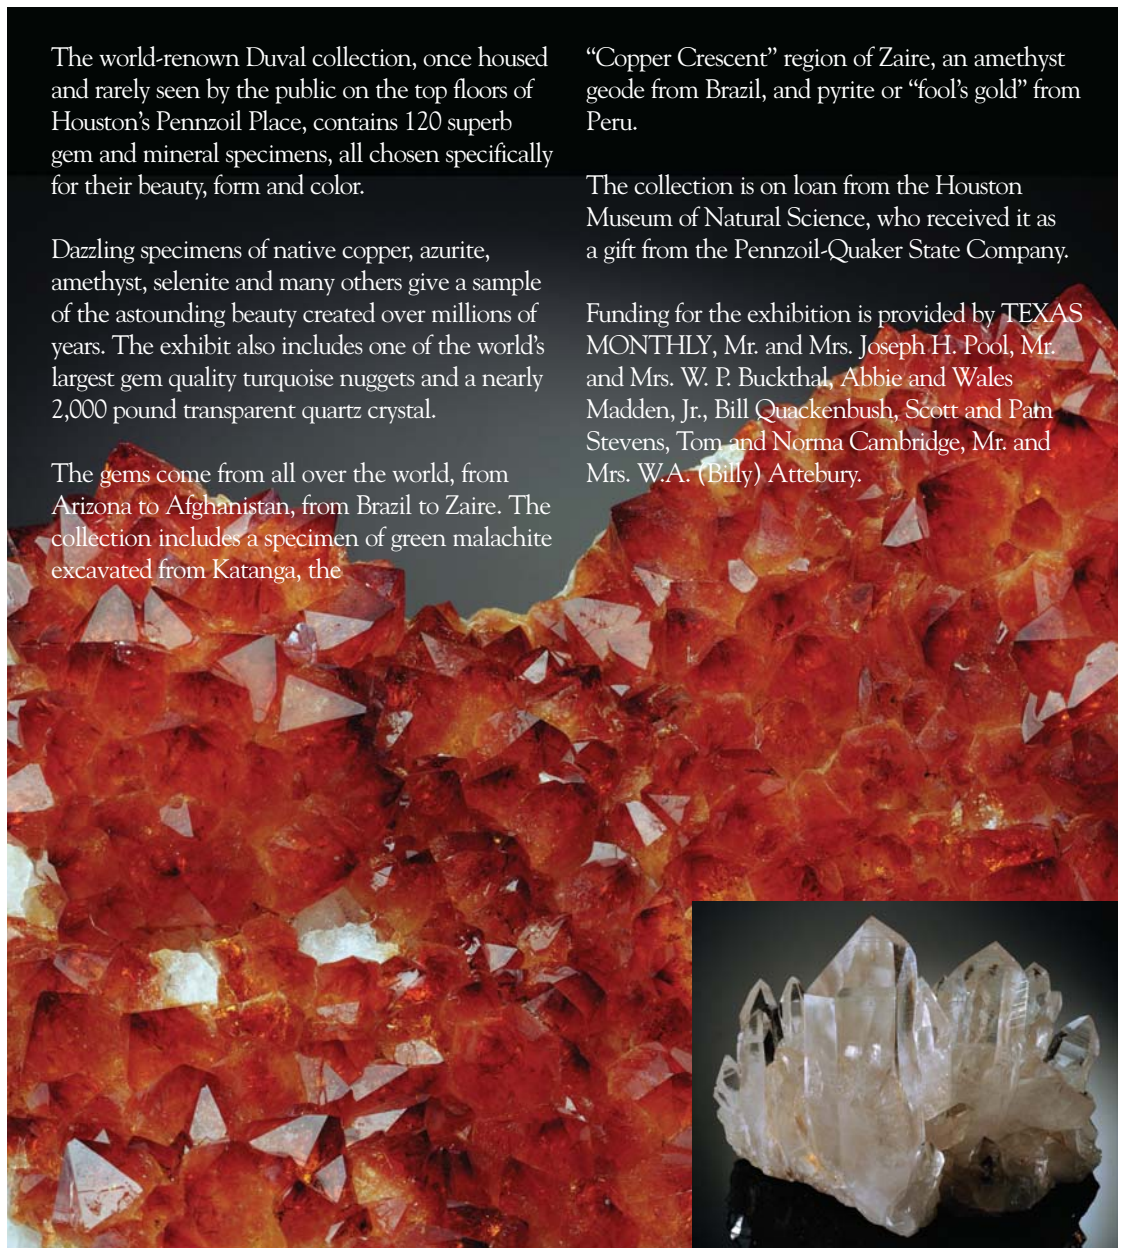 The world-renown Duval collection, once housed
and rarely seen by the public on the top floors of
Houston’s Pennzoil Place, contains 120 superb
gem and mineral specimens, all chosen specifically
for their beauty, form and color.
Dazzling specimens of native copper, azurite,
amethyst, selenite and many others give a sample
of the astounding beauty created over millions of
years. The exhibit also includes one of the world’s
largest gem quality turquoise nuggets and a nearly
2,000 pound transparent quartz crystal.
The gems come from all over the world, from
Arizona to Afghanistan, from Brazil to Zaire. The
collection includes a specimen of green malachite
excavated from Katanga, the
“Copper Crescent” region of Zaire, an amethyst
geode from Brazil, and pyrite or “fool’s gold” from
Peru.
The collection is on loan from the Houston
Museum of Natural Science, who received it as
a gift from the Pennzoil-Quaker State Company.
Funding for the exhibition is provided by TEXAS
MONTHLY, Mr. and Mrs. Joseph H. Pool, Mr.
and Mrs. W. P. Buckthal, Abbie and Wales
Madden, Jr., Bill Quackenbush, Scott and Pam
Stevens, Tom and Norma Cambridge, Mr. and
Mrs. W.A. (Billy) Attebury.